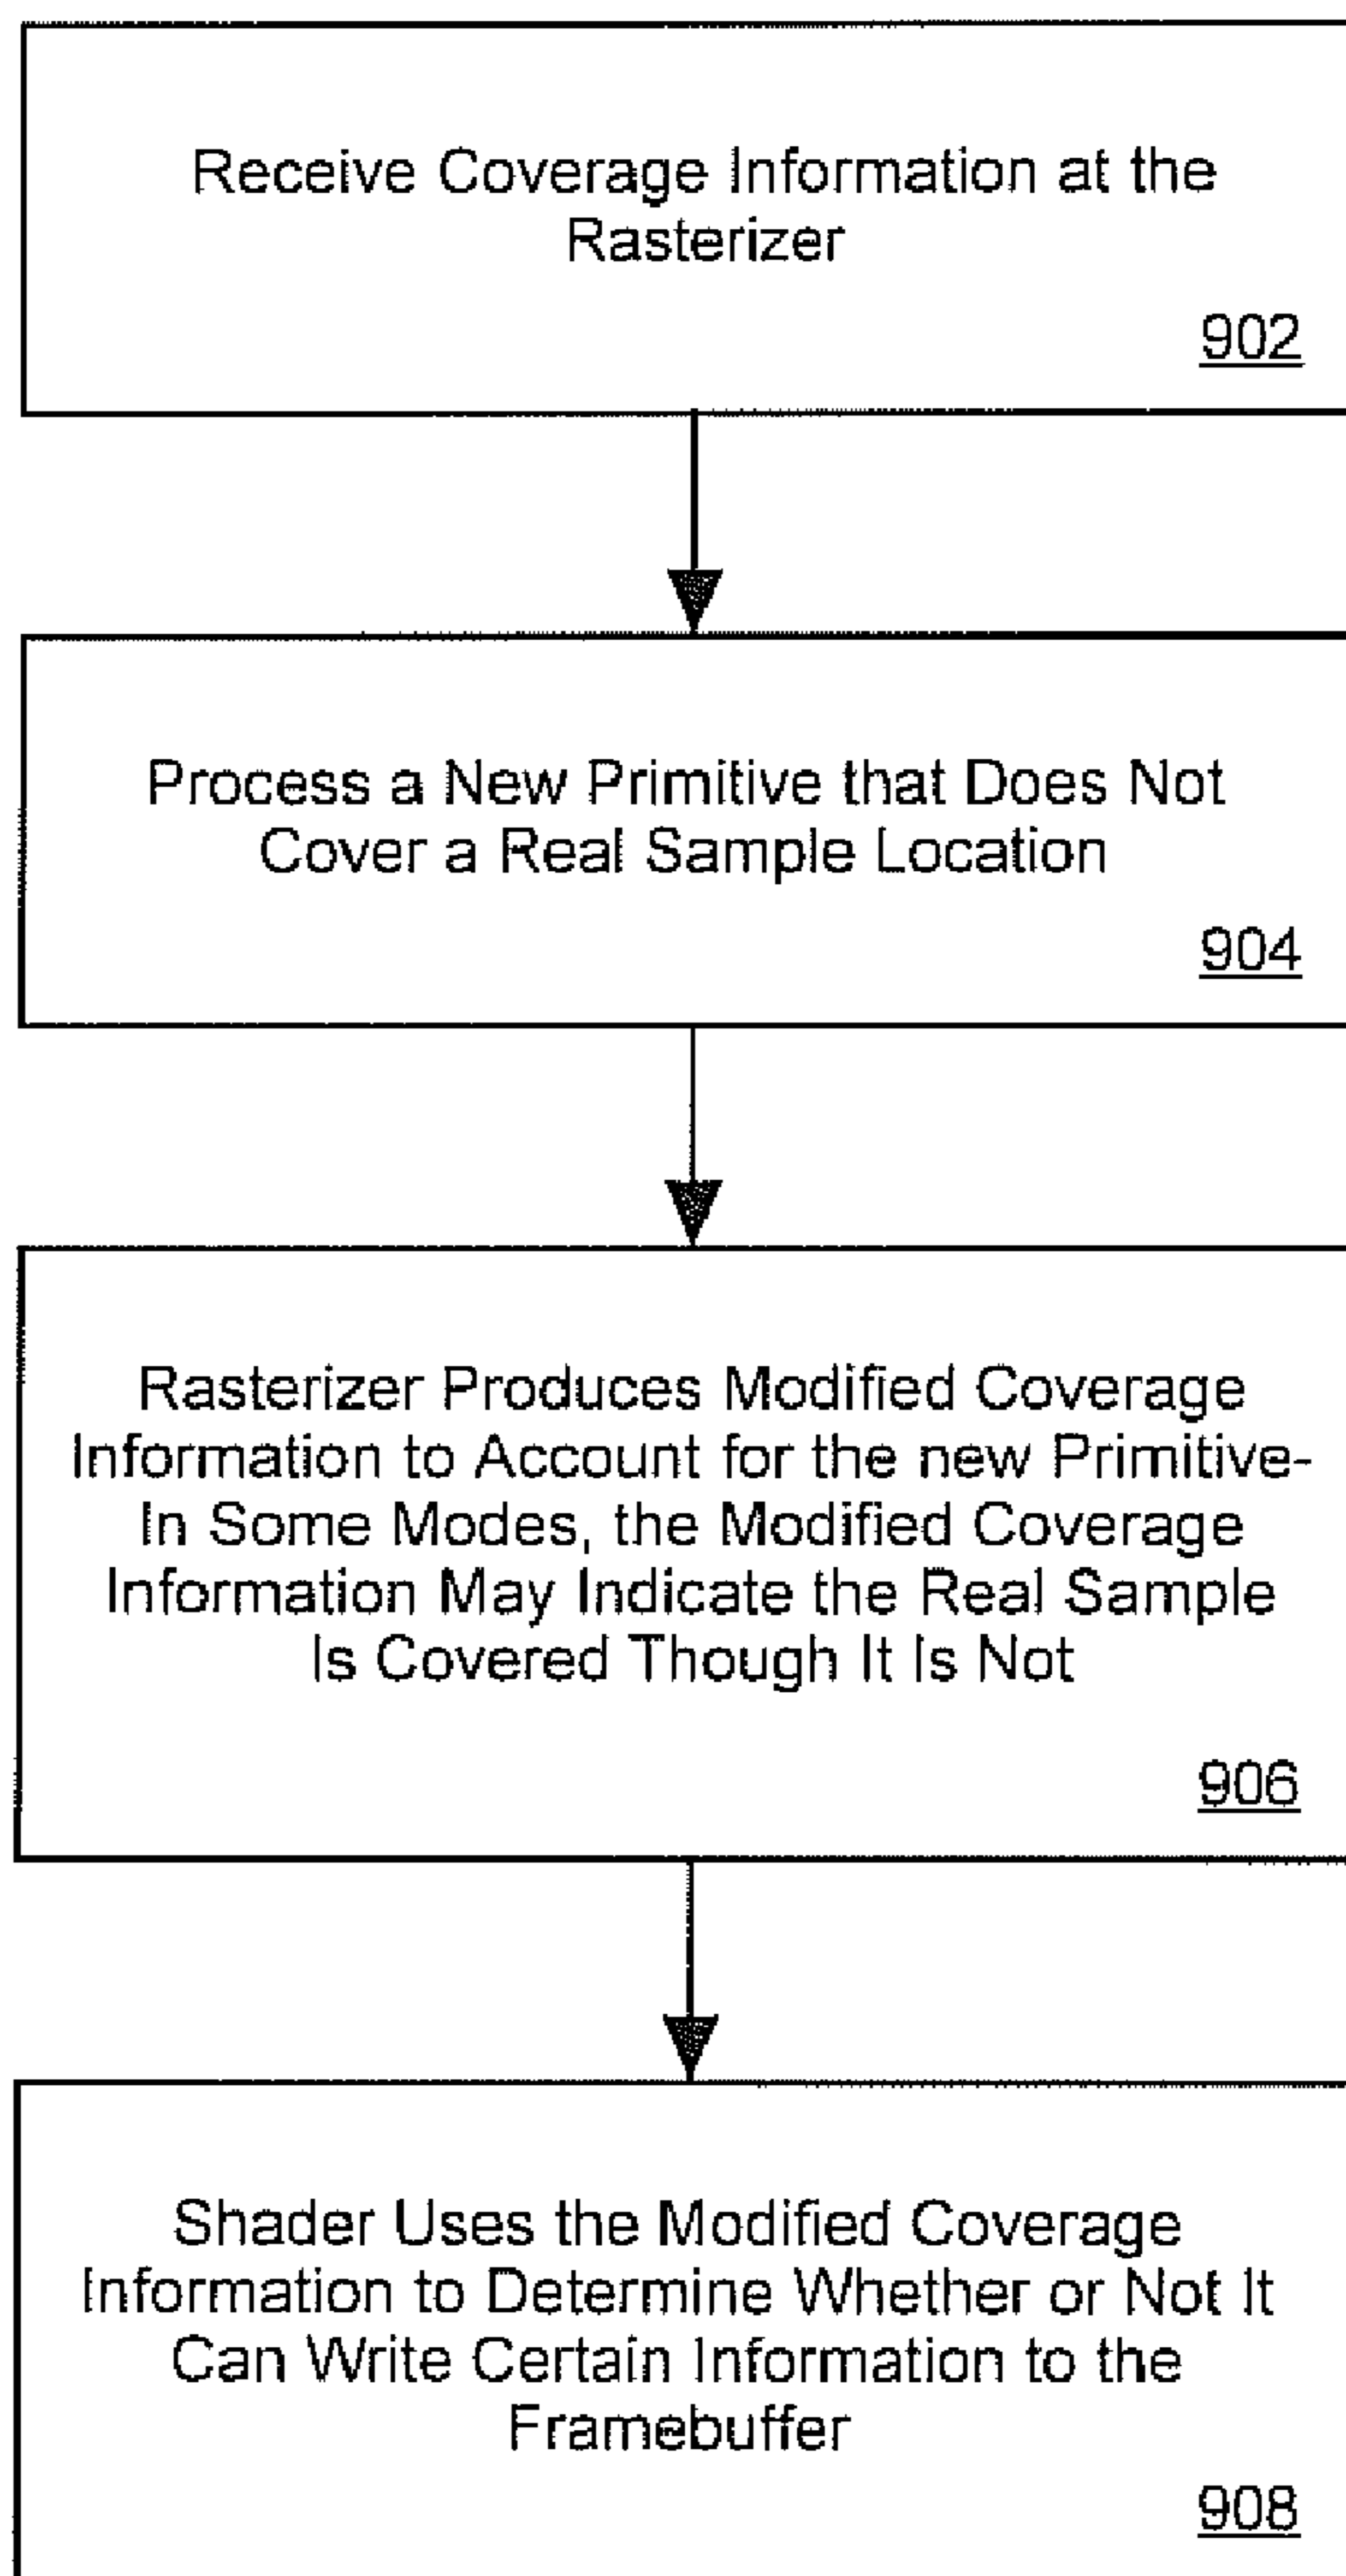 Receive Coverage Information at the
Rasterizer
902
Process a New Primitive that Does Not
Cover a Real Sample Location
904
Rasterizer Produces Modified Coverage
Information to Account for the new Primitive-
In Some Modes, the Modified Coverage
Information May Indicate the Real Sample
Is Covered Though It Is Not
906
Shader Uses the Modified Coverage
Information to Determine Whether or Not It
Can Write Certain Information to the
Framebuffer
908